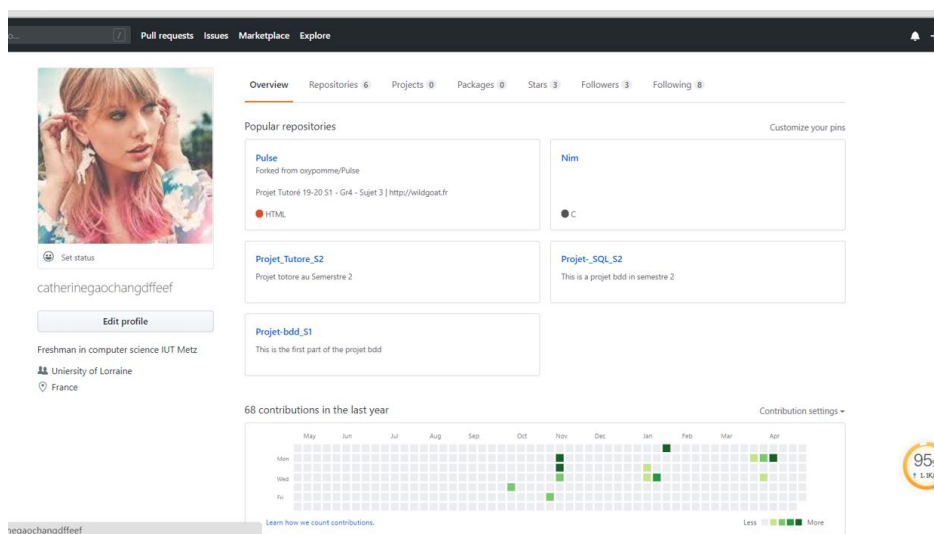 o...
/
Pull requests Issues Marketplace Explore
Overview Repositories 6 Projects 0 Packages 0 Stars 3 Followers 3 Following 8
Popular repositories
Customize your pins
Pulse
Forked from oxypomme/Pulse
Projet Tutoré 19-20 S1 - Gr4 - Sujet 3 | http://wildgoat.fr
HTML
Nim
C
Set status
catherinegaochangdffeef
Edit profile
Freshman in computer science IUT Metz
Uniersity of Lorraine
France
Projet_Tutore_S2
Projet totore au Semerstre 2
Projet-_SQL_S2
This is a projet bdd in semestre 2
Projet-bdd_S1
This is the first part of the projet bdd
68 contributions in the last year
Contribution settings
May Jun Jul Aug Sep Oct Nov Dec Jan Feb Mar Apr
Mon
Wed
Fri
Learn how we count contributions.
Less More
95
1.1K/
negaochangdffeef